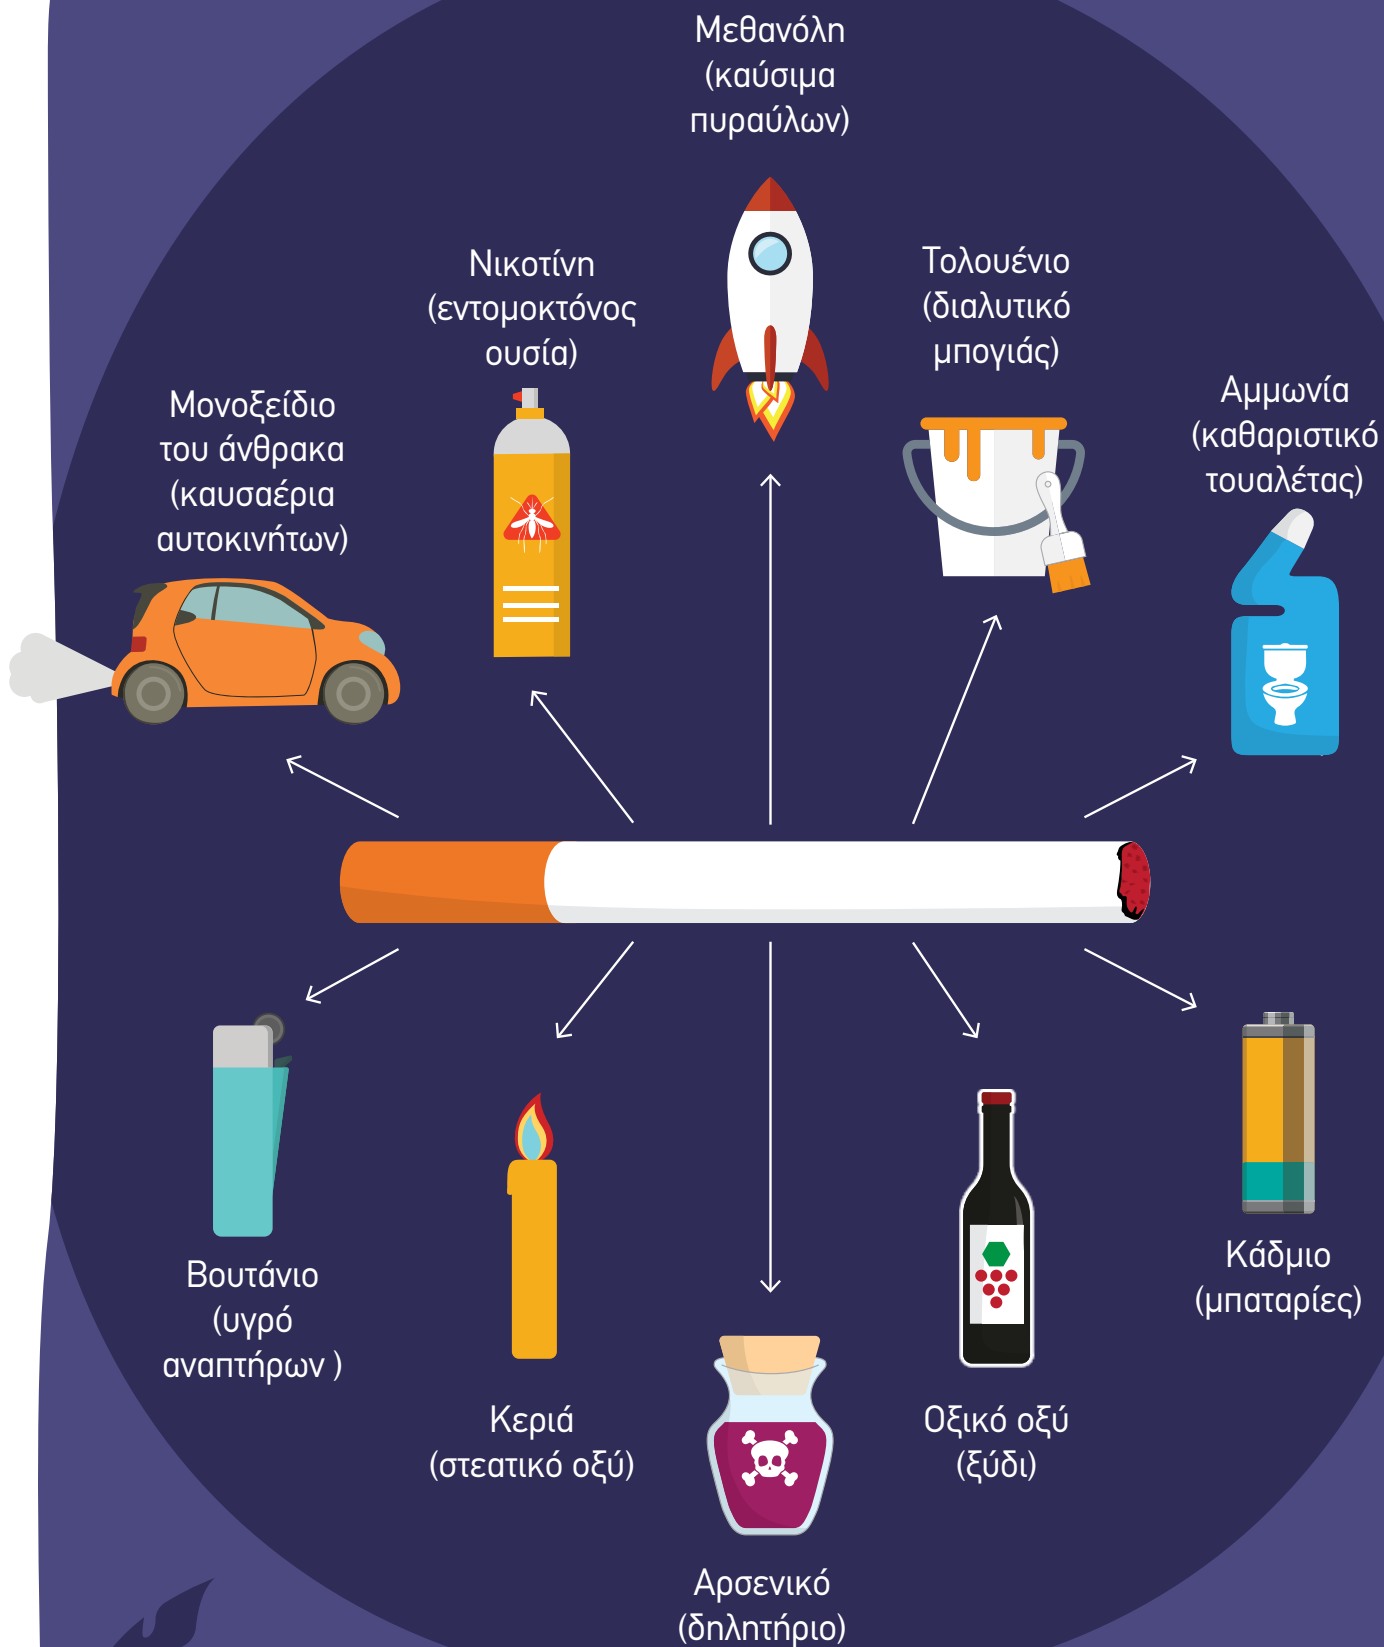 Μεθανόλη
(καύσιμα
πυραύλων)
Νικοτίνη
(εντομοκτόνος
ουσία)
Τολουένιο
(διαλυτικό
μπογιάς)
Μονοξείδιο
του άνθρακα
(καυσαέρια
αυτοκινήτων)
Αμμωνία
(καθαριστικό
τουαλέτας)
Βουτάνιο
(υγρό
αναπτήρων )
Κεριά
(στεατικό οξύ)
Αρσενικό
(δηλητήριο)
Οξικό οξύ
(ξύδι)
Κάδμιο
(μπαταρίες)